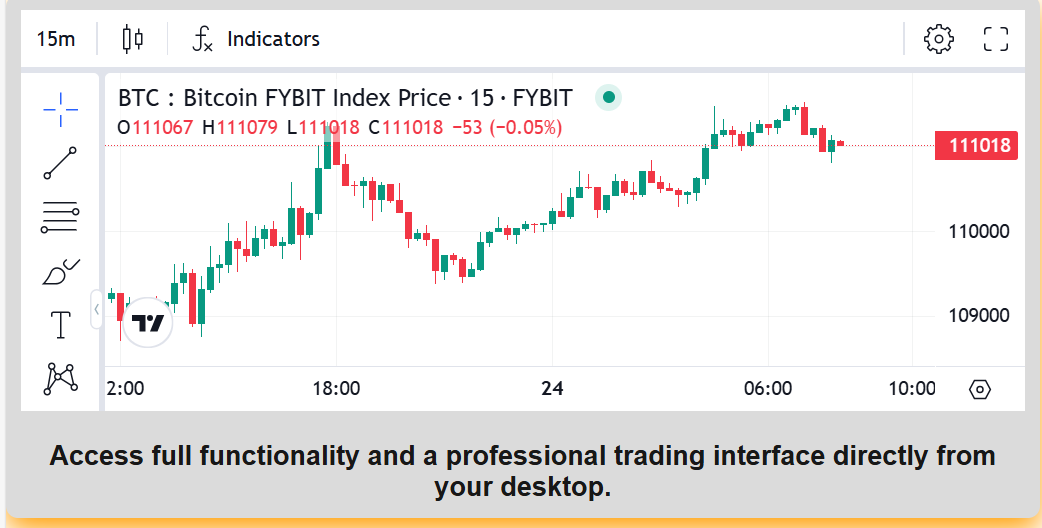 15m
Indicators
BTC : Bitcoin FYBIT Index Price · 15 · FYBIT
O111067 H111079 L111018 C111018 −53 (−0.05%)
111018
110000
109000
2:00 18:00 24 06:00 10:00
Access full functionality and a professional trading interface directly from
your desktop.